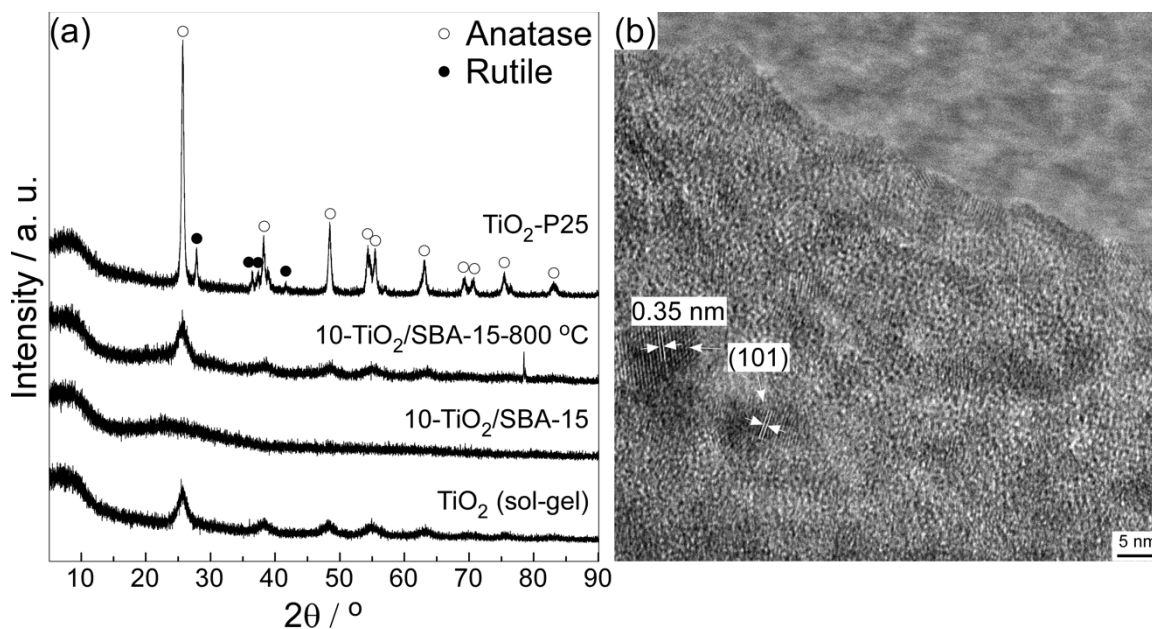 (a)
○ Anatase
● Rutile
TiO2-P25
10-TiO2/SBA-15-800 ºC
10-TiO2/SBA-15
TiO2 (sol-gel)
Intensity / a. u.
10 20 30 40 50 60 70 80 90
2θ / º
(b)
0.35 nm
(101)
5 nm